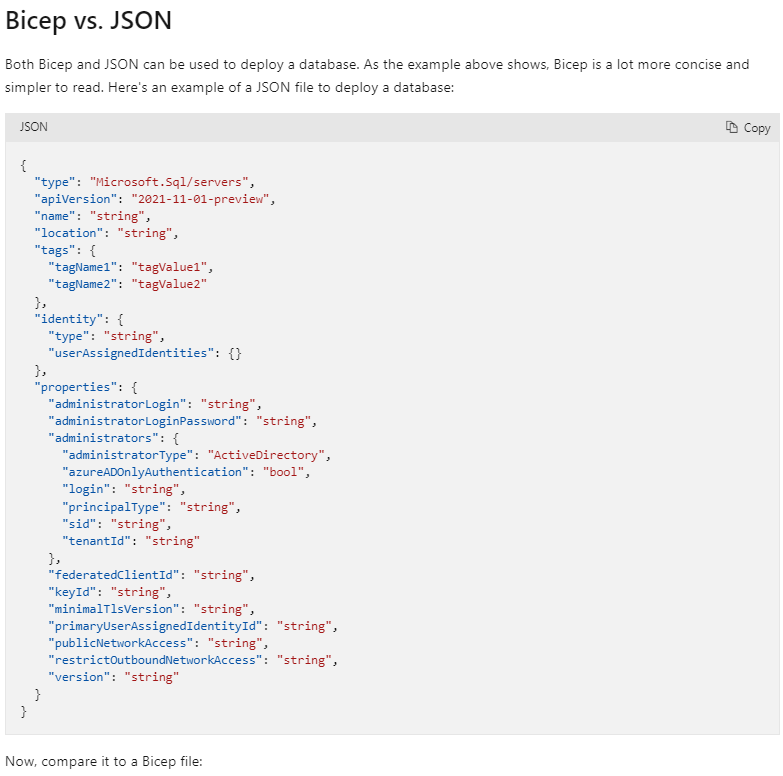 Bicep vs. JSON
Both Bicep and JSON can be used to deploy a database. As the example above shows, Bicep is a lot more concise and
simpler to read. Here's an example of a JSON file to deploy a database:
JSON
Copy
{
  "type": "Microsoft.Sql/servers",
  "apiVersion": "2021-11-01-preview",
  "name": "string",
  "location": "string",
  "tags": {
    "tagName1": "tagValue1",
    "tagName2": "tagValue2"
  },
  "identity": {
    "type": "string",
    "userAssignedIdentities": {}
  },
  "properties": {
    "administratorLogin": "string",
    "administratorLoginPassword": "string",
    "administrators": {
      "administratorType": "ActiveDirectory",
      "azureADOnlyAuthentication": "bool",
      "login": "string",
      "principalType": "string",
      "sid": "string",
      "tenantId": "string"
    },
    "federatedClientId": "string",
    "keyId": "string",
    "minimalTlsVersion": "string",
    "primaryUserAssignedIdentityId": "string",
    "publicNetworkAccess": "string",
    "restrictOutboundNetworkAccess": "string",
    "version": "string"
  }
}
Now, compare it to a Bicep file: